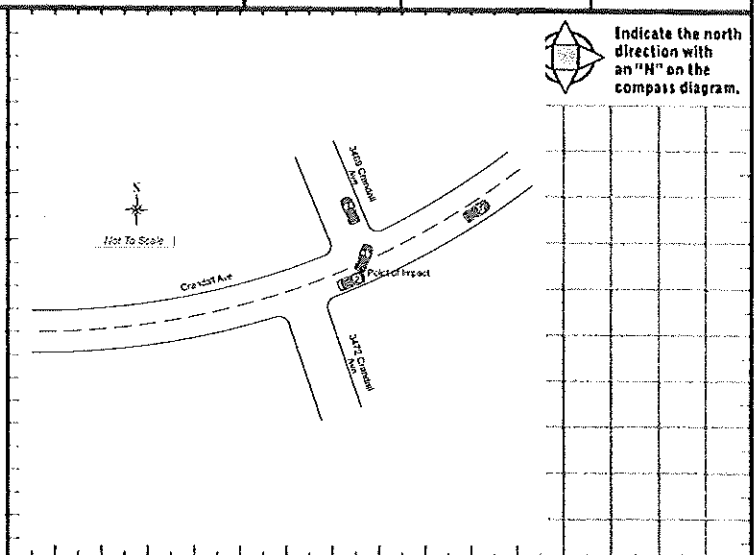 Indicate the north
direction with
an "N" on the
compass diagram.
N
Not To Scale
3469 Crandall
Ave
Crandall Ave
Point of Impact
3472 Crandall
Ave